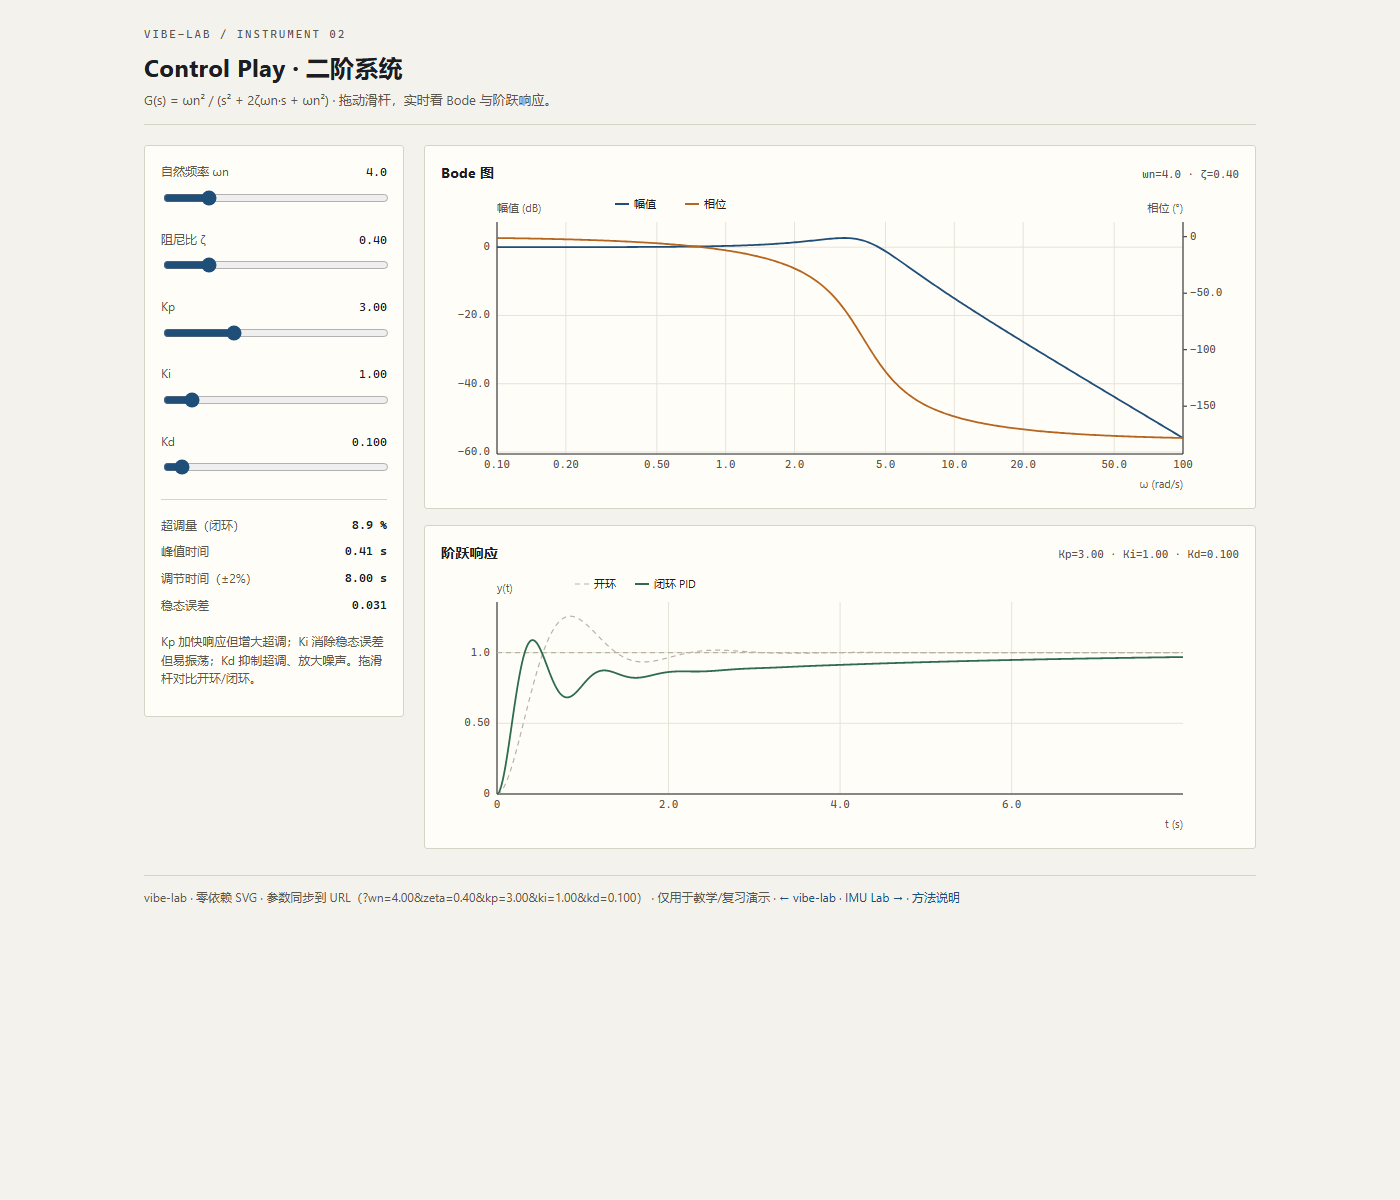 VIBE-LAB / INSTRUMENT 02
Control Play · 二阶系统
G(s) = ωn² / (s² + 2ζωn·s + ωn²) · 拖动滑杆，实时看 Bode 与阶跃响应。
自然频率 ωn 4.0
阻尼比 ζ 0.40
Kp 3.00
Ki 1.00
Kd 0.100
超调量（闭环） 8.9 %
峰值时间 0.41 s
调节时间（±2%） 8.00 s
稳态误差 0.031
Kp 加快响应但增大超调；Ki 消除稳态误差
但易振荡；Kd 抑制超调、放大噪声。拖滑
杆对比开环/闭环。
Bode 图 ωn=4.0 · ζ=0.40
幅值 (dB) 幅值 相位 相位 (°)
0 0
−50.0
−20.0
−100
−40.0
−150
−60.0
0.10 0.20 0.50 1.0 2.0 5.0 10.0 20.0 50.0 100
ω (rad/s)
阶跃响应 Kp=3.00 · Ki=1.00 · Kd=0.100
y(t) 开环 闭环 PID
1.0
0.50
0
0 2.0 4.0 6.0
t (s)
vibe-lab · 零依赖 SVG · 参数同步到 URL（?wn=4.00&zeta=0.40&kp=3.00&ki=1.00&kd=0.100） · 仅用于教学/复习演示 · ← vibe-lab · IMU Lab → · 方法说明